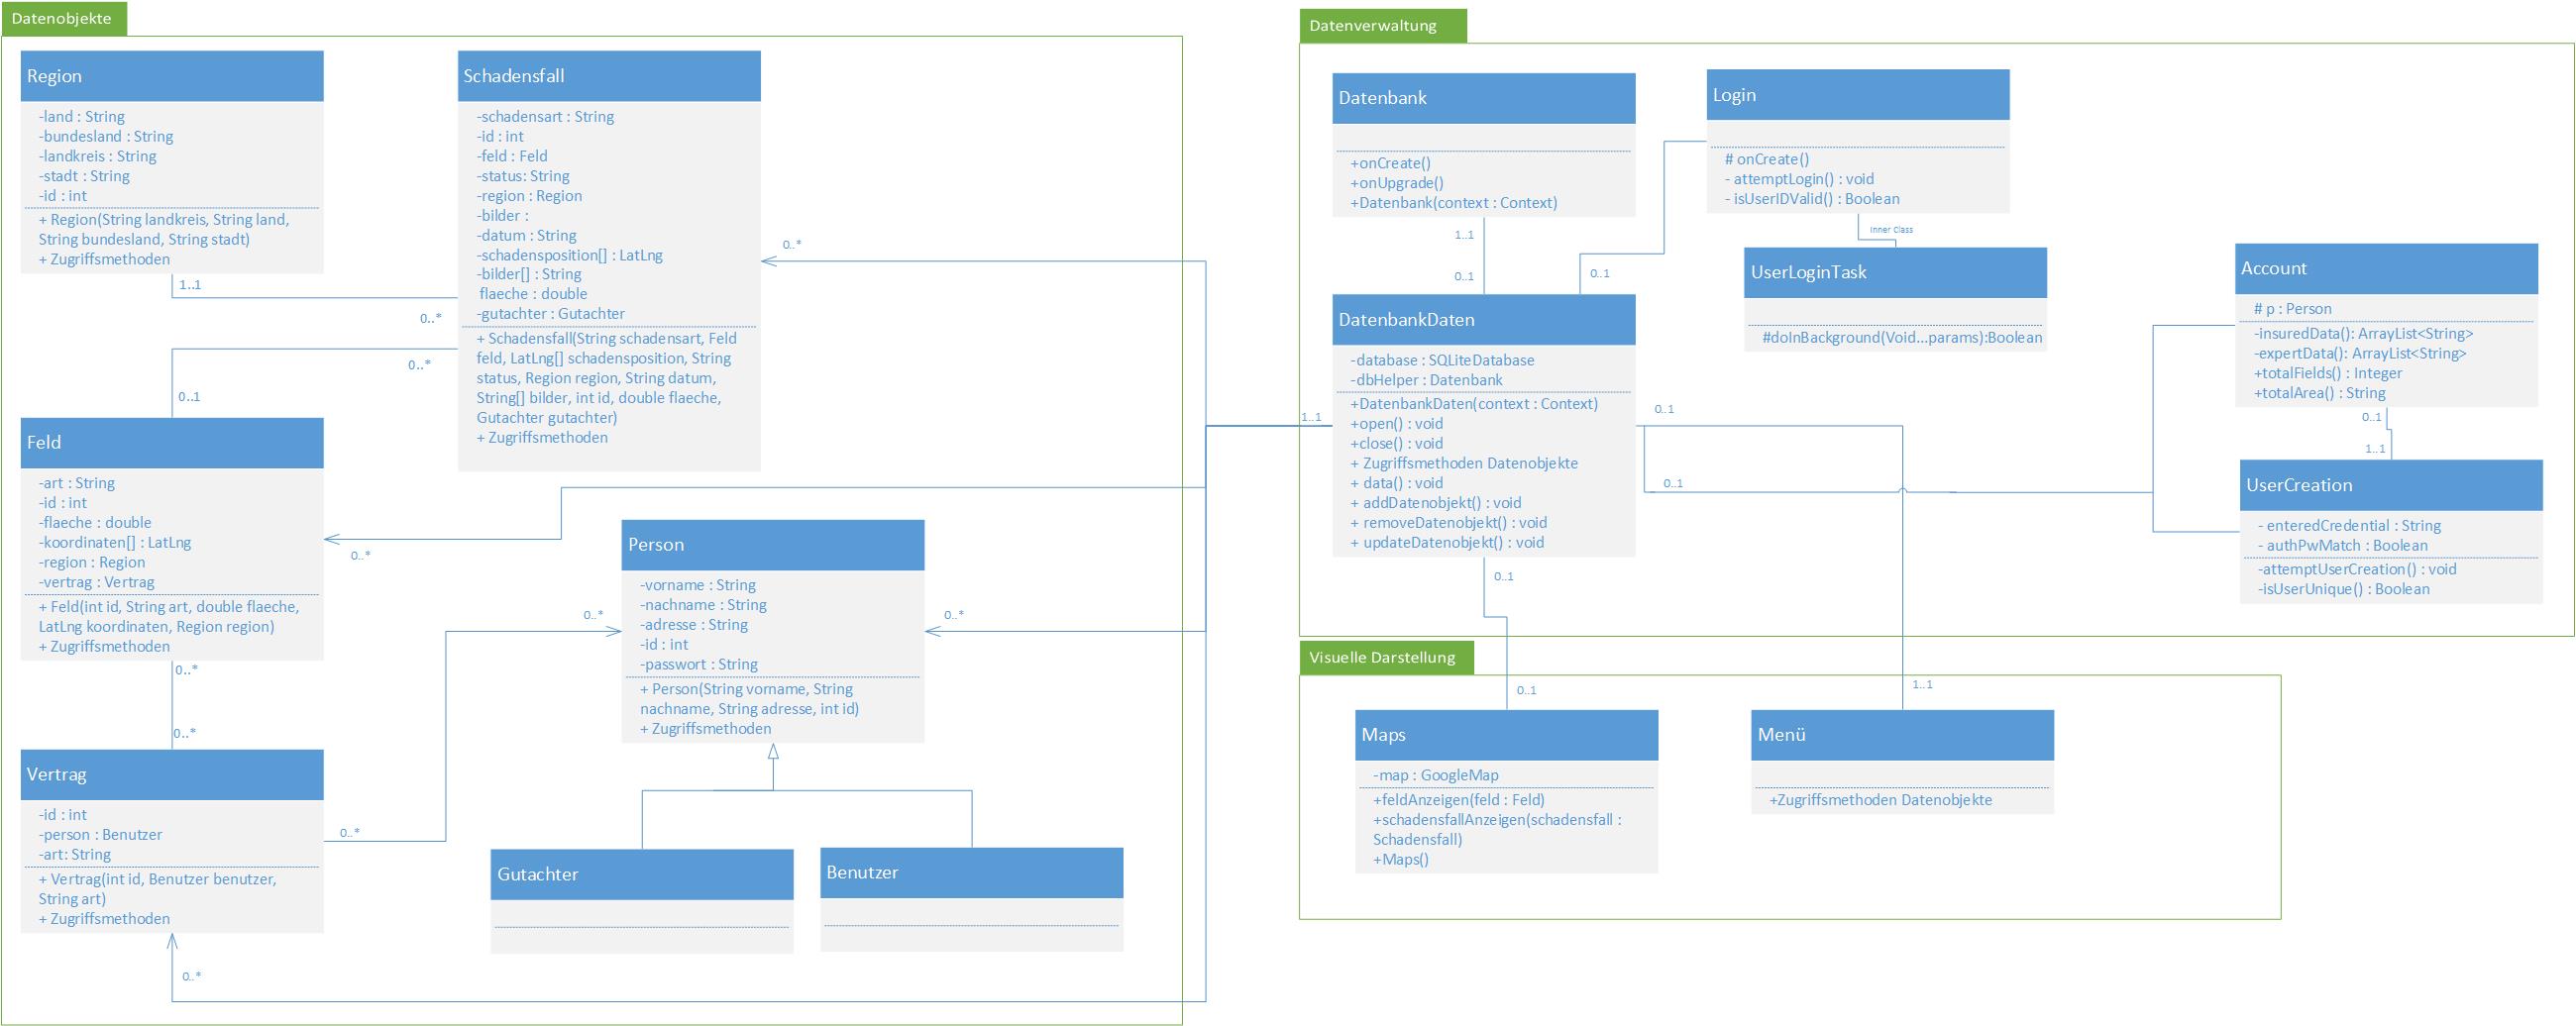 Datenobjekte
Region
-land : String
-bundesland : String
-landkreis : String
-stadt : String
-id : int
+ Region(String landkreis, String land,
String bundesland, String stadt)
+ Zugriffsmethoden
1..1
0..*
Schadensfall
-schadensart : String
-id : int
-feld : Feld
-status: String
-region : Region
-bilder :
-datum : String
-schadensposition[] : LatLng
-bilder[] : String
flaeche : double
-gutachter : Gutachter
+ Schadensfall(String schadensart, Feld
feld, LatLng[] schadensposition, String
status, Region region, String datum,
String[] bilder, int id, double flaeche,
Gutachter gutachter)
+ Zugriffsmethoden
0..*
0..*
0..1
Feld
-art : String
-id : int
-flaeche : double
-koordinaten[] : LatLng
-region : Region
-vertrag : Vertrag
+ Feld(int id, String art, double flaeche,
LatLng koordinaten, Region region)
+ Zugriffsmethoden
0..*
0..*
0..*
Person
-vorname : String
-nachname : String
-adresse : String
-id : int
-passwort : String
+ Person(String vorname, String
nachname, String adresse, int id)
+ Zugriffsmethoden
0..*
0..*
Vertrag
-id : int
-person : Benutzer
-art: String
+ Vertrag(int id, Benutzer benutzer,
String art)
+ Zugriffsmethoden
0..*
0..*
Gutachter
Benutzer
Datenverwaltung
Datenbank
+onCreate()
+onUpgrade()
+Datenbank(context : Context)
1..1
0..1
Login
# onCreate()
- attemptLogin() : void
- isUserIDValid() : Boolean
Inner Class
0..1
UserLoginTask
#doInBackground(Void...params):Boolean
DatenbankDaten
-database : SQLiteDatabase
-dbHelper : Datenbank
+DatenbankDaten(context : Context)
+open() : void
+close() : void
+ Zugriffsmethoden Datenobjekte
+ data() : void
+ addDatenobjekt() : void
+ removeDatenobjekt() : void
+ updateDatenobjekt() : void
1..1
0..1
0..1
0..1
Account
# p : Person
-insuredData(): ArrayList<String>
-expertData(): ArrayList<String>
+totalFields() : Integer
+totalArea() : String
0..1
1..1
UserCreation
- enteredCredential : String
- authPwMatch : Boolean
-attemptUserCreation() : void
-isUserUnique() : Boolean
Visuelle Darstellung
0..1
1..1
Maps
-map : GoogleMap
+feldAnzeigen(feld : Feld)
+schadensfallAnzeigen(schadensfall :
Schadensfall)
+Maps()
Menü
+Zugriffsmethoden Datenobjekte